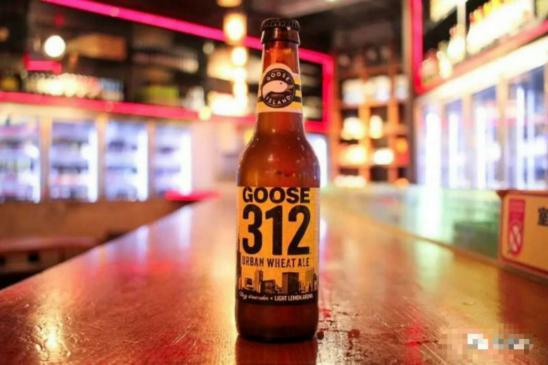 GOOSE
ISLAND
GOOSE
312
URBAN WHEAT ALE
LIGHT LEMON AROMA